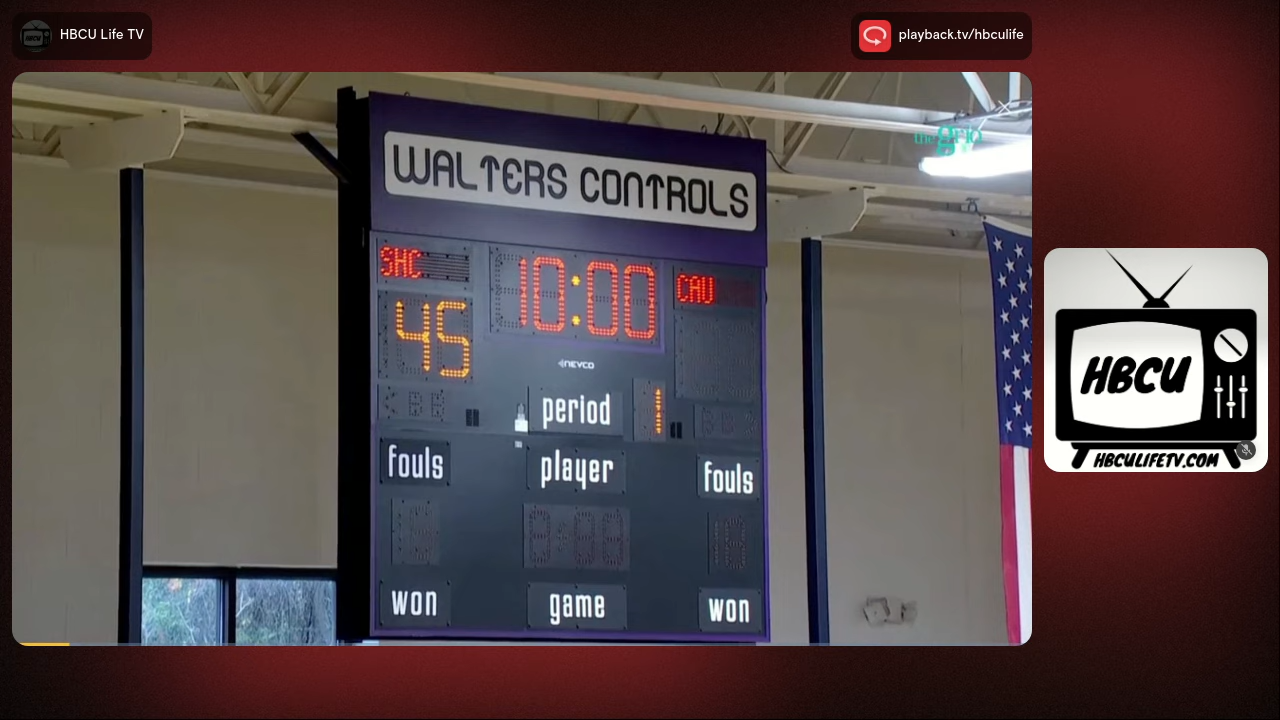 HBCU Life TV
playback.tv/hbculife
the
WALTERS CONTROLS
SHC
10:00
CAU
45
NEVCO
period
1
fouls
player
fouls
won
game
won
HBCU
HBCULIFETV.COM